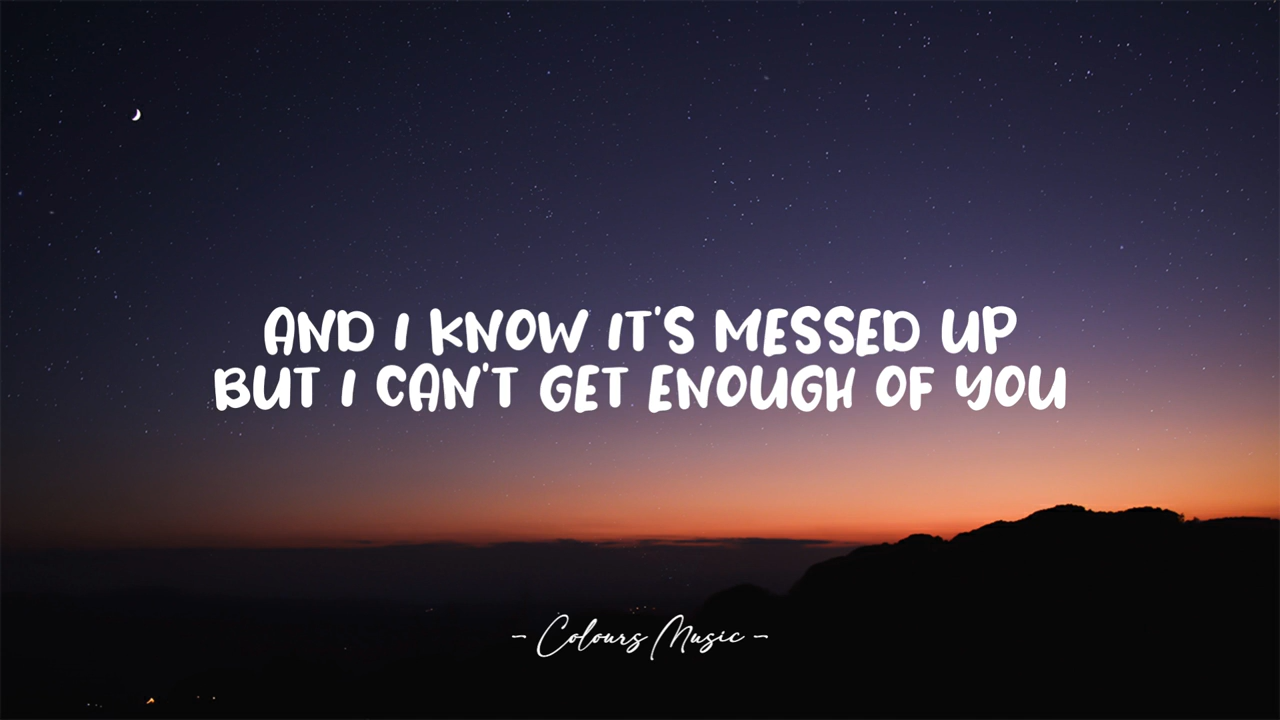 AND I KNOW IT'S MESSED UP
BUT I CAN'T GET ENOUGH OF YOU
- Colours Music -